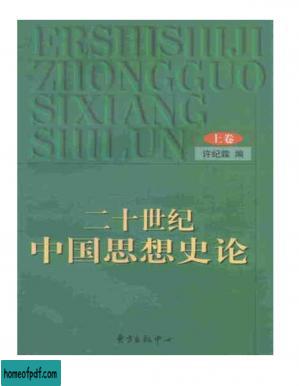 ERSHISHIJI
ZHONGGUO
SIXIANG
SHILUN
上卷
许纪霖 编
二十世纪
中国思想史论
东方出版中心
homeofpdf.com